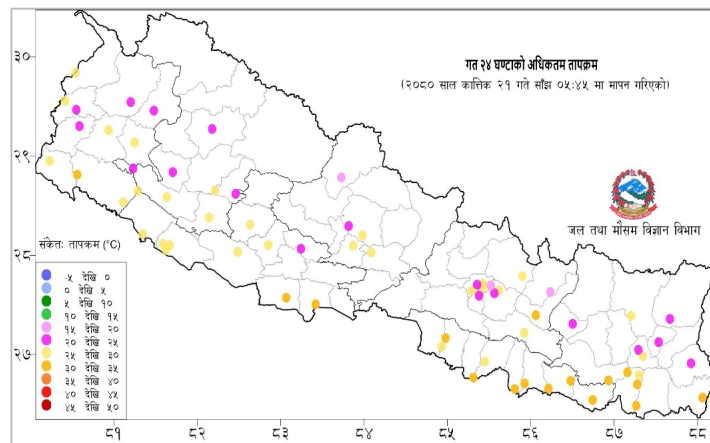 गत २४ घण्टाको अधिकतम तापक्रम
(२०८० साल कात्तिक २१ गते साँझ ०५:४५ मा मापन गरिएको)
जल तथा मौसम विज्ञान विभाग
संकेतः तापक्रम (°C)
-५ देखि ०
० देखि ५
५ देखि १०
१० देखि १५
१५ देखि २०
२० देखि २५
२५ देखि ३०
३० देखि ३५
३५ देखि ४०
४० देखि ४५
४५ देखि ५०
३०
२९
२८
२७
८१ ८२ ८३ ८४ ८५ ८६ ८७ ८८